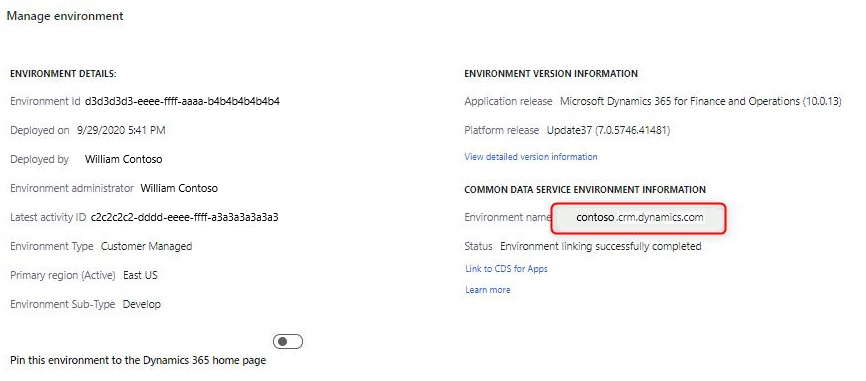 Manage environment
ENVIRONMENT DETAILS:
Environment Id d3d3d3d3-eeee-ffff-aaaa-b4b4b4b4b4b4
Deployed on 9/29/2020 5:41 PM
Deployed by William Contoso
Environment administrator William Contoso
Latest activity ID c2c2c2c2-dddd-eeee-ffff-a3a3a3a3a3a3
Environment Type Customer Managed
Primary region (Active) East US
Environment Sub-Type Develop
Pin this environment to the Dynamics 365 home page
ENVIRONMENT VERSION INFORMATION
Application release Microsoft Dynamics 365 for Finance and Operations (10.0.13)
Platform release Update37 (7.0.5746.41481)
View detailed version information
COMMON DATA SERVICE ENVIRONMENT INFORMATION
Environment name contoso.crm.dynamics.com
Status Environment linking successfully completed
Link to CDS for Apps
Learn more